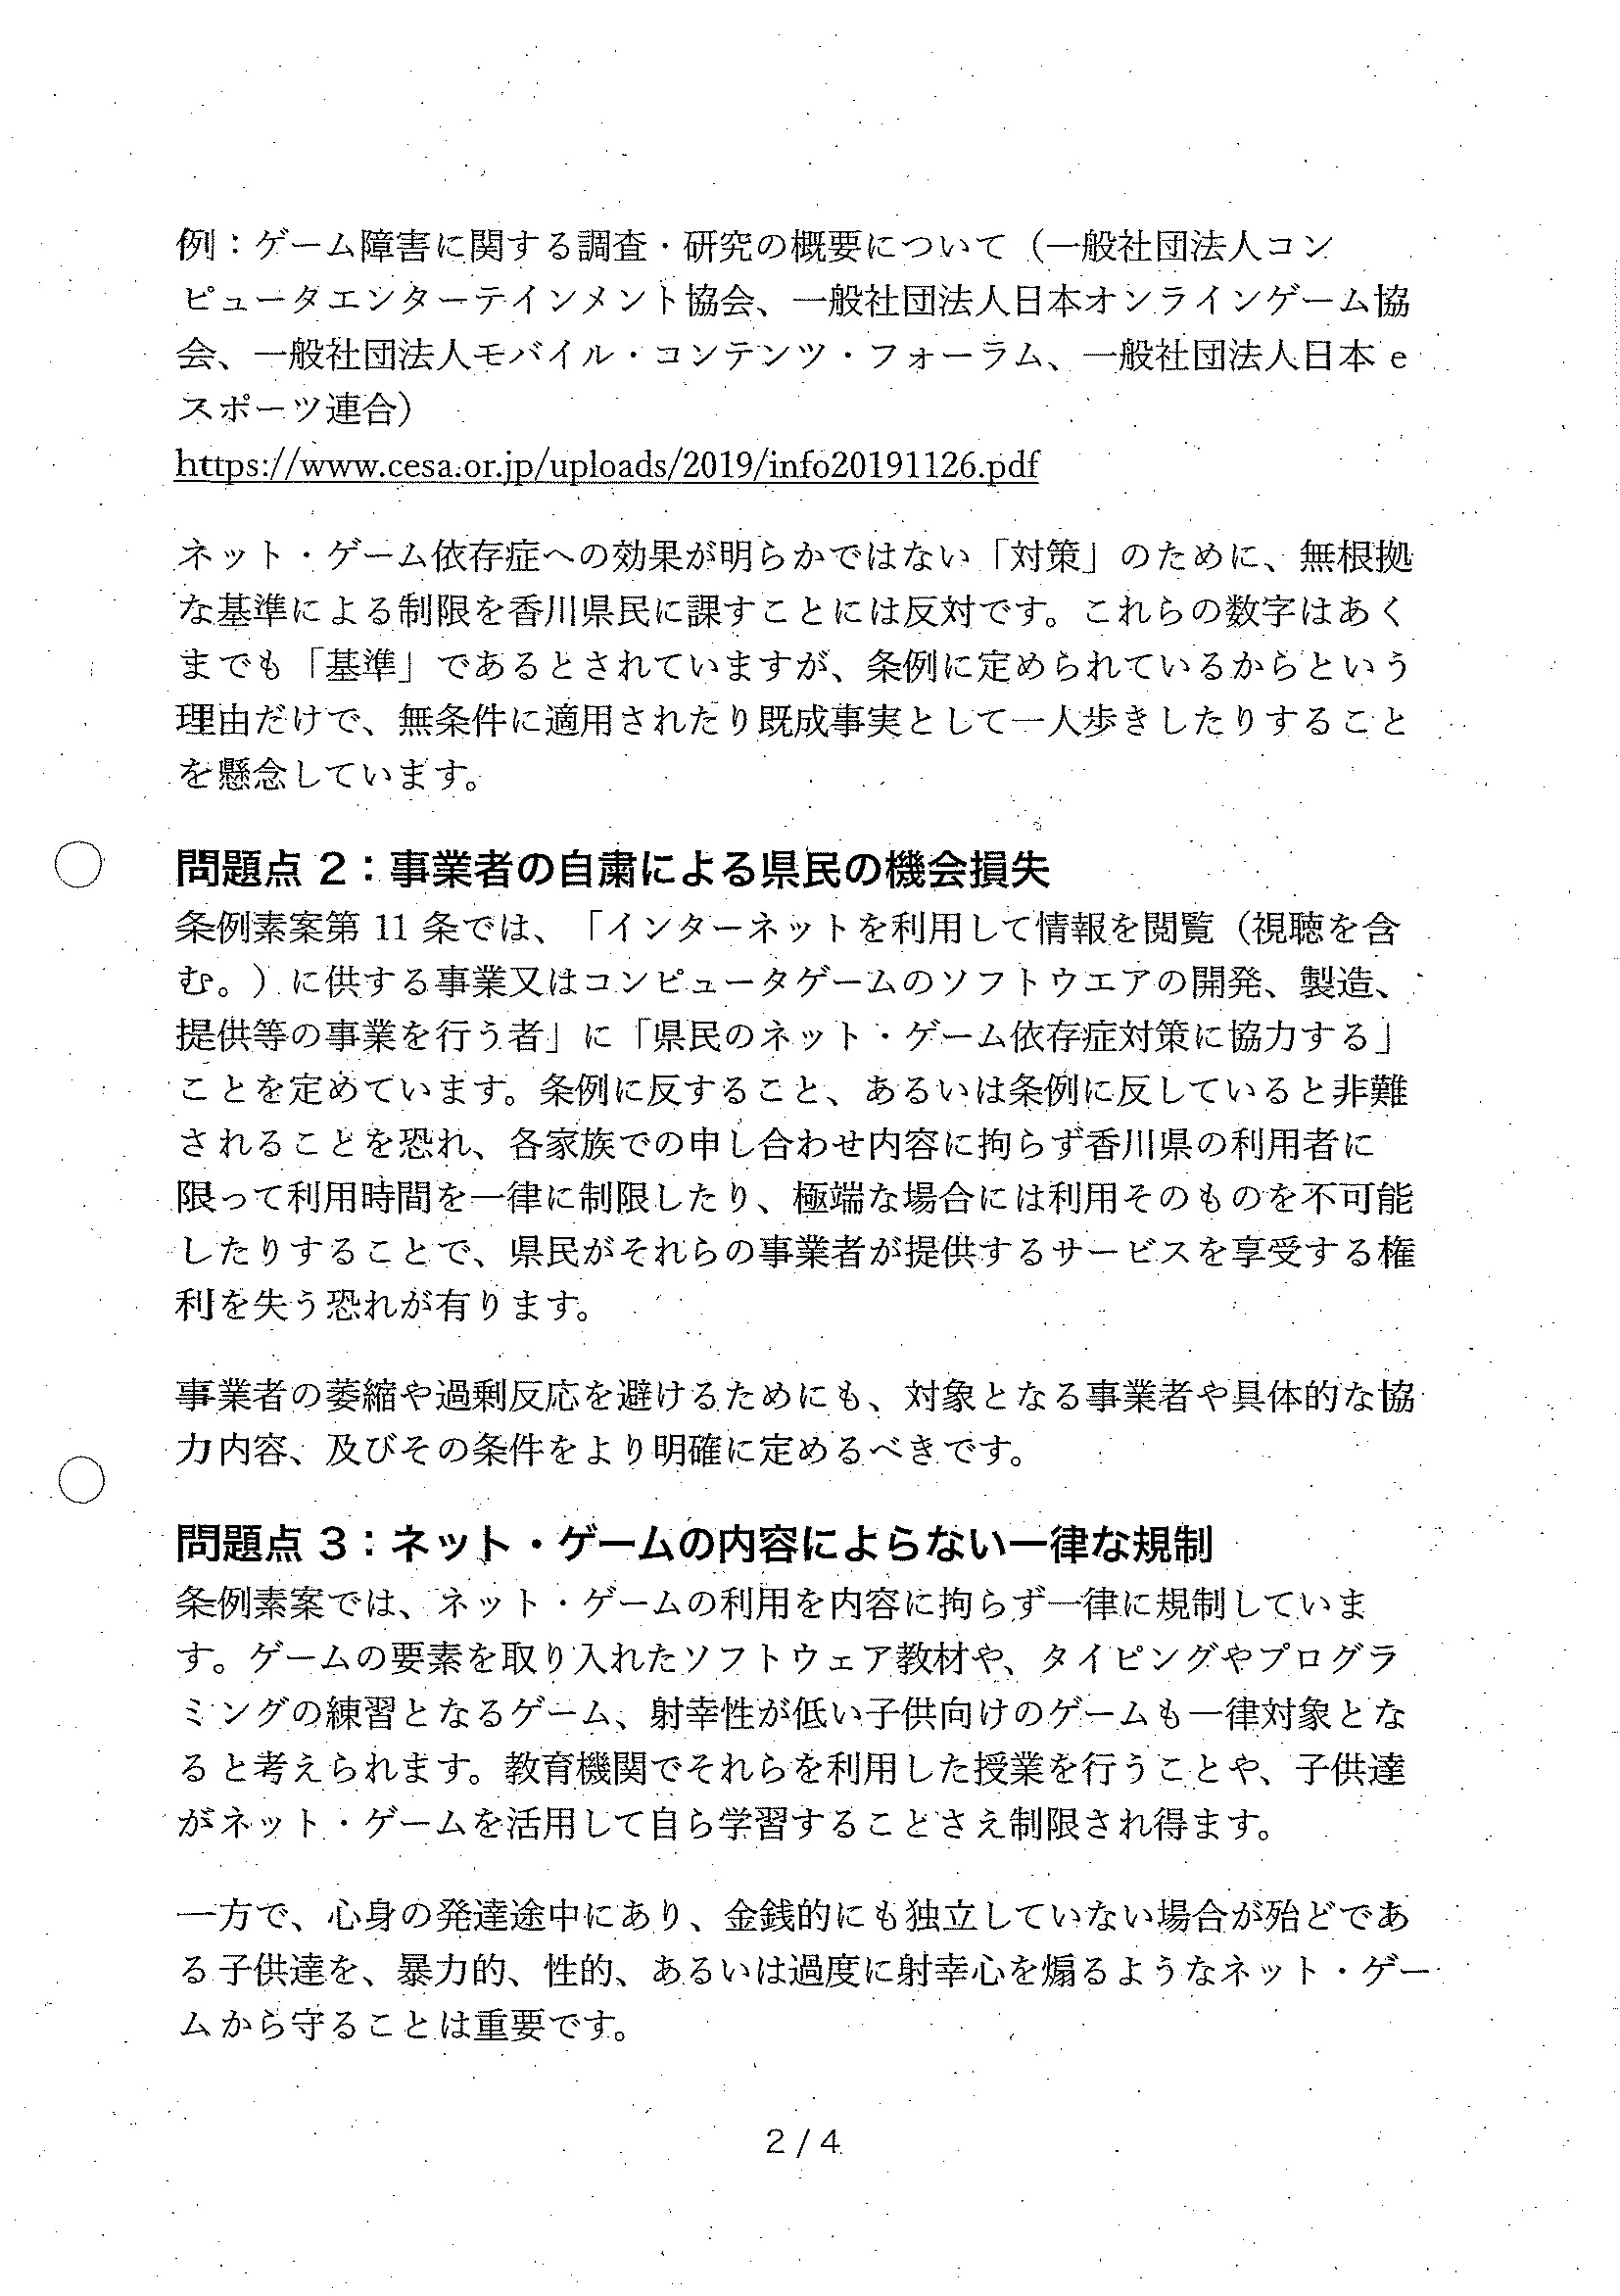 例：ゲーム障害に関する調査・研究の概要について（一般社団法人コン
ピュータエンターテインメント協会、一般社団法人日本オンラインゲーム協
会、一般社団法人モバイル・コンテンツ・フォーラム、一般社団法人日本 e
スポーツ連合）
https://www.cesa.or.jp/uploads/2019/info20191126.pdf
ネット・ゲーム依存症への効果が明らかではない「対策」のために、無根拠
な基準による制限を香川県民に課すことには反対です。これらの数字はあく
までも「基準」であるとされていますが、条例に定められているからという
理由だけで、無条件に適用されたり既成事実として一人歩きしたりすること
を懸念しています。
問題点 2：事業者の自粛による県民の機会損失
条例素案第 11 条では、「インターネットを利用して情報を閲覧（視聴を含
む。）に供する事業又はコンピュータゲームのソフトウエアの開発、製造、
提供等の事業を行う者」に「県民のネット・ゲーム依存症対策に協力する」
ことを定めています。条例に反すること、あるいは条例に反していると非難
されることを恐れ、各家族での申し合わせ内容に拘らず香川県の利用者に
限って利用時間を一律に制限したり、極端な場合には利用そのものを不可能
したりすることで、県民がそれらの事業者が提供するサービスを享受する権
利を失う恐れが有ります。
事業者の萎縮や過剰反応を避けるためにも、対象となる事業者や具体的な協
力内容、及びその条件をより明確に定めるべきです。
問題点 3：ネット・ゲームの内容によらない一律な規制
条例素案では、ネット・ゲームの利用を内容に拘らず一律に規制していま
す。ゲームの要素を取り入れたソフトウェア教材や、タイピングやプログラ
ミングの練習となるゲーム、射幸性が低い子供向けのゲームも一律対象とな
ると考えられます。教育機関でそれらを利用した授業を行うことや、子供達
がネット・ゲームを活用して自ら学習することさえ制限され得ます。
一方で、心身の発達途中にあり、金銭的にも独立していない場合が殆どであ
る子供達を、暴力的、性的、あるいは過度に射幸心を煽るようなネット・ゲー
ムから守ることは重要です。
2 / 4